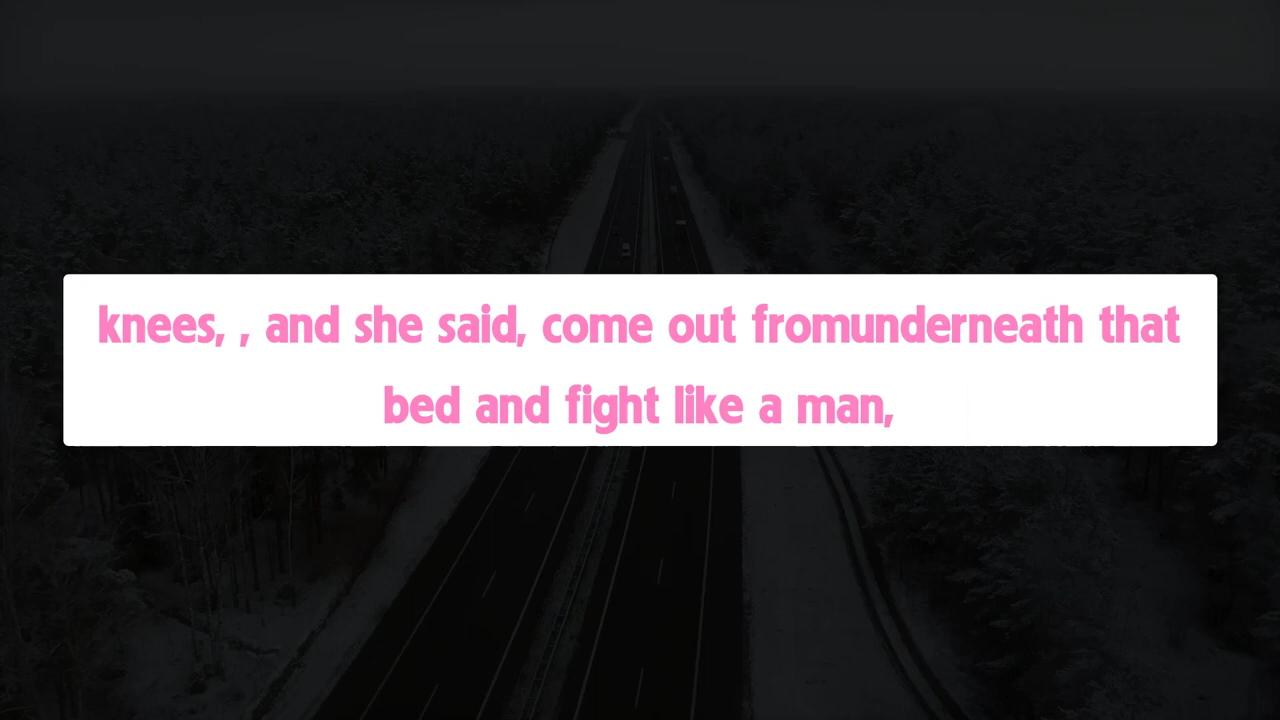 knees, , and she said, come out fromunderneath that
bed and fight like a man,